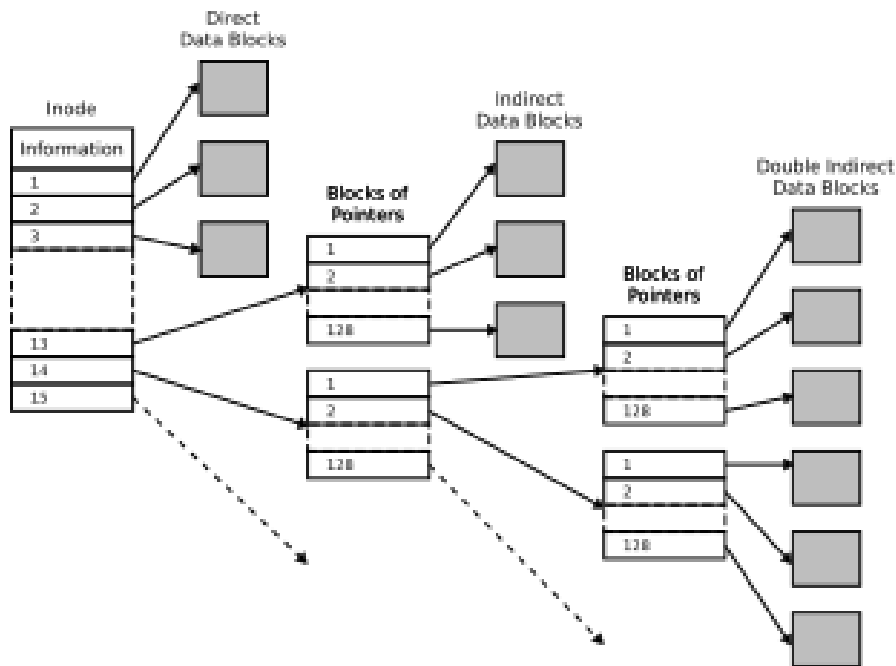 Direct
Data Blocks
Inode
Information
1
2
3
13
14
15
Blocks of
Pointers
1
2
128
1
2
128
Indirect
Data Blocks
Blocks of
Pointers
1
2
128
1
2
128
Double Indirect
Data Blocks